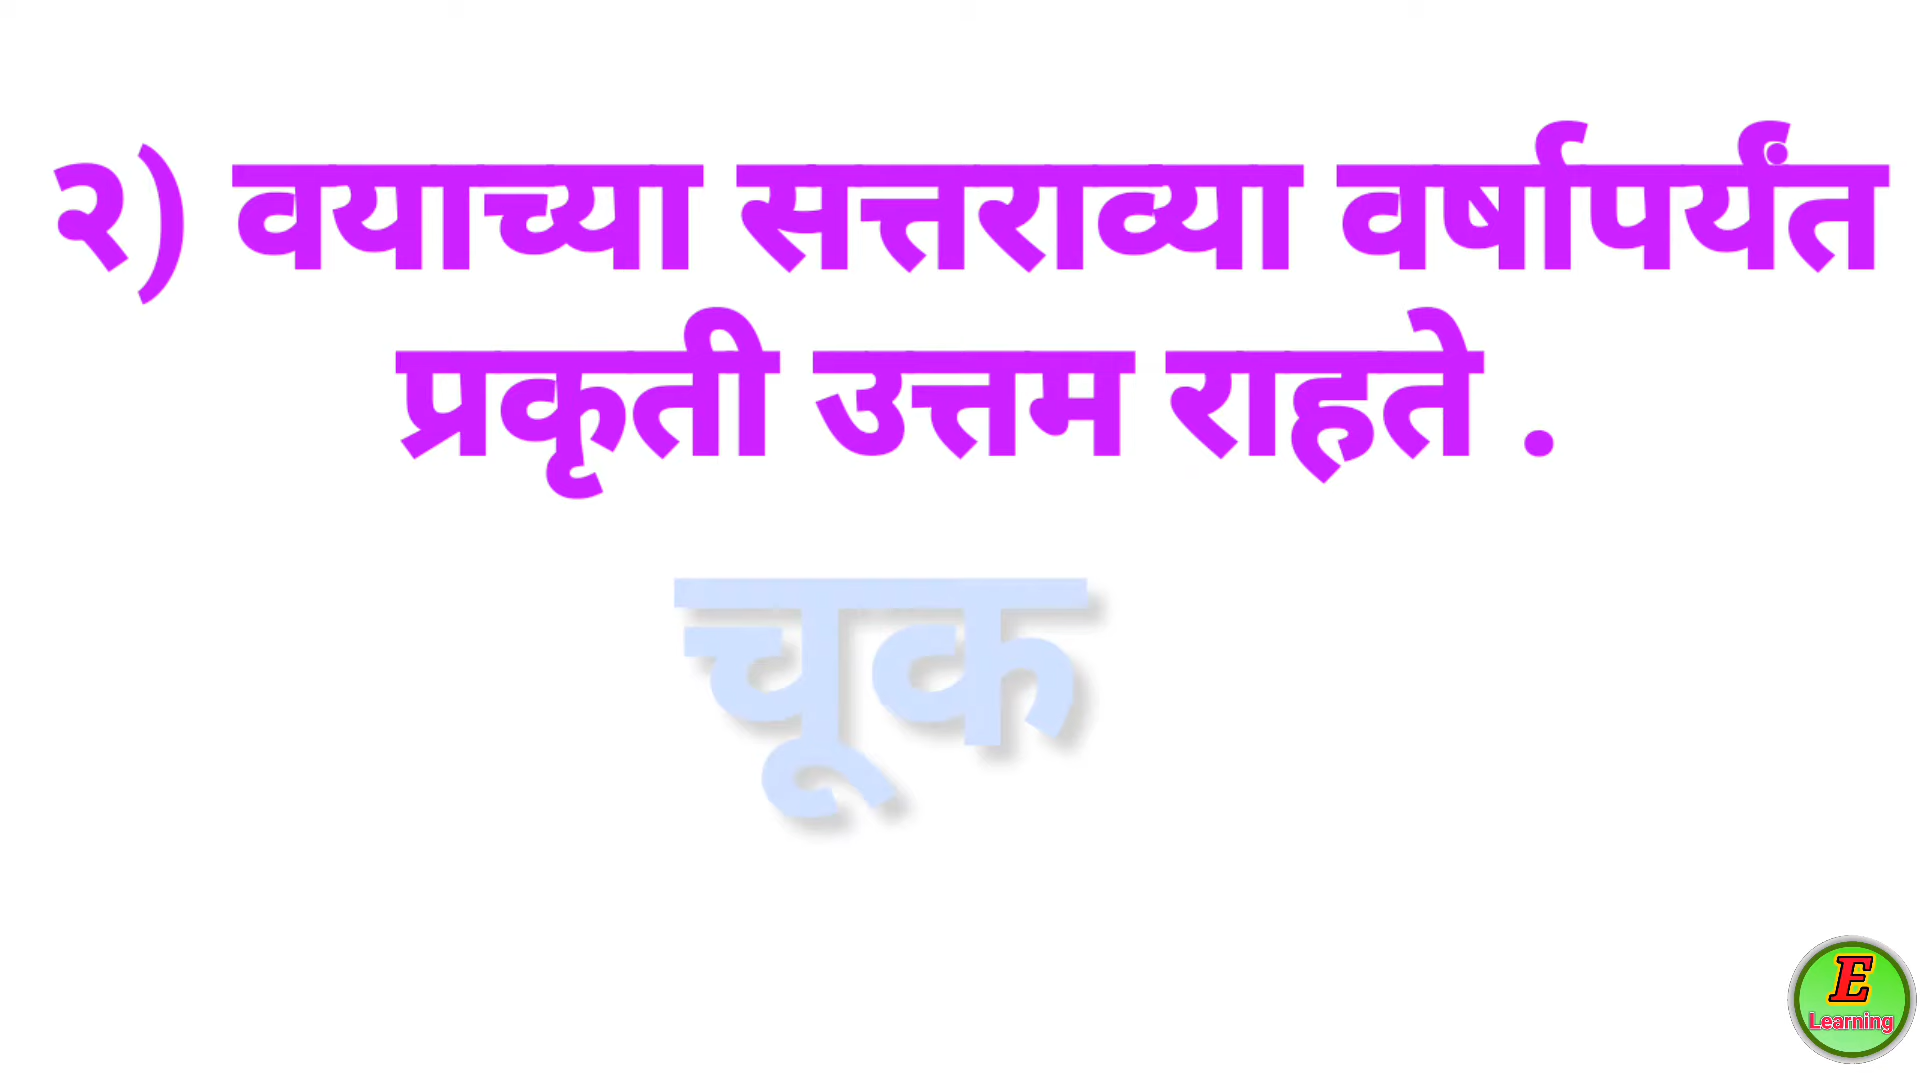 २) वयाच्या सत्तराव्या वर्षापर्यंत
प्रकृती उत्तम राहते .
चूक
E
Learning